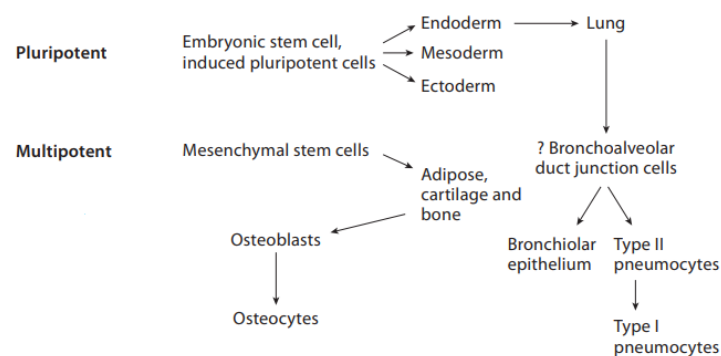 Pluripotent
Embryonic stem cell,
induced pluripotent cells
Endoderm
Mesoderm
Ectoderm
Lung
Multipotent
Mesenchymal stem cells
Adipose,
cartilage and
bone
Osteoblasts
Osteocytes
? Bronchoalveolar
duct junction cells
Bronchiolar
epithelium
Type II
pneumocytes
Type I
pneumocytes